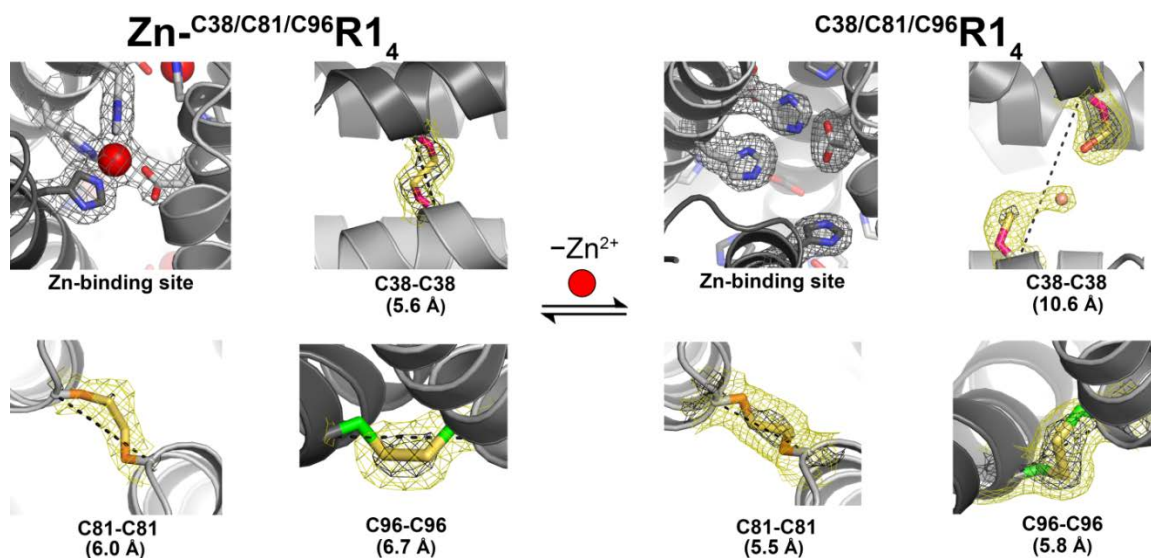 Zn-C38/C81/C96R14
C38/C81/C96R14
Zn-binding site
C38-C38
(5.6 Å)
−Zn2+
Zn-binding site
C38-C38
(10.6 Å)
C81-C81
(6.0 Å)
C96-C96
(6.7 Å)
C81-C81
(5.5 Å)
C96-C96
(5.8 Å)